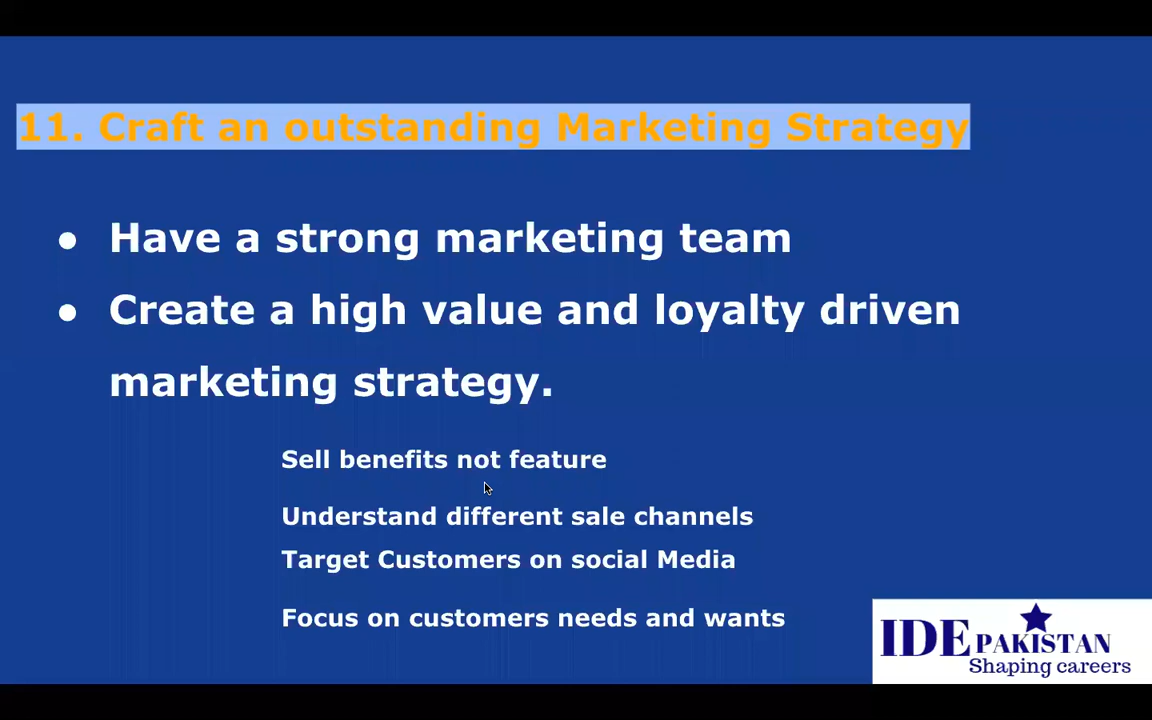 11. Craft an outstanding Marketing Strategy
● Have a strong marketing team
● Create a high value and loyalty driven
marketing strategy.
Sell benefits not feature
Understand different sale channels
Target Customers on social Media
Focus on customers needs and wants
IDE PAKISTAN
Shaping careers